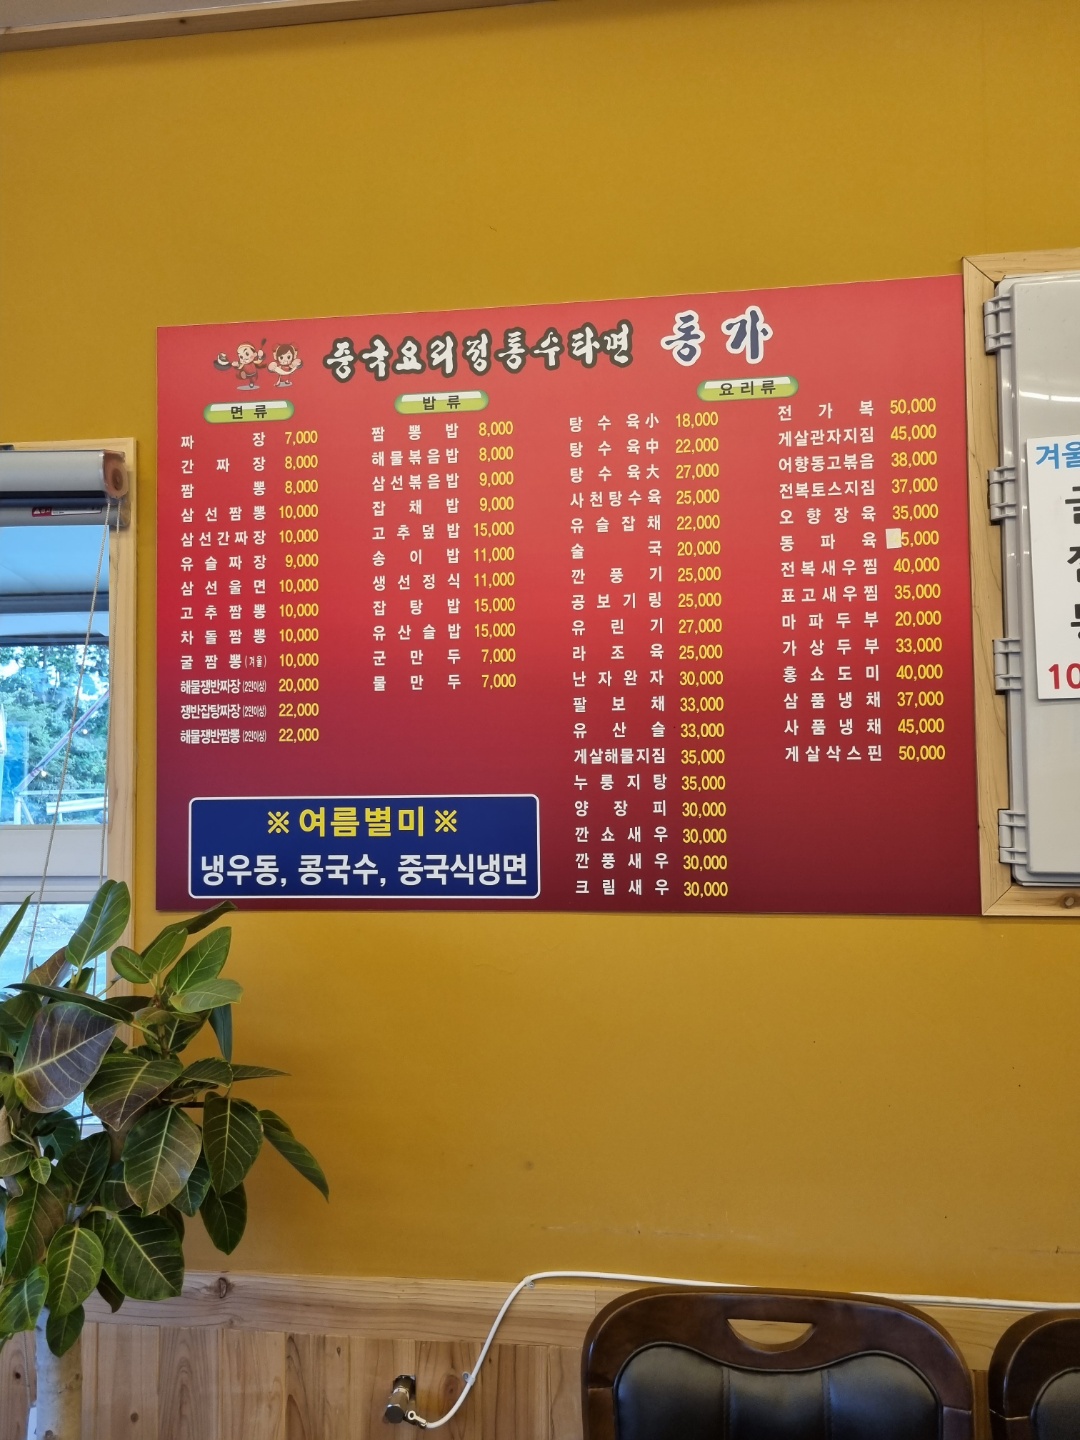 중국요리정통수타면 동가
면류
짜장 7,000
간짜장 8,000
짬뽕 8,000
삼선짬뽕 10,000
삼선간짜장 10,000
유슬짜장 9,000
삼선울면 10,000
고추짬뽕 10,000
차돌짬뽕 10,000
굴짬뽕(겨울) 10,000
해물쟁반짜장(2인이상) 20,000
쟁반잡탕짜장(2인이상) 22,000
해물쟁반짬뽕(2인이상) 22,000
밥류
짬뽕밥 8,000
해물볶음밥 8,000
삼선볶음밥 9,000
잡채밥 9,000
고추덮밥 15,000
송이밥 11,000
생선정식 11,000
잡탕밥 15,000
유산슬밥 15,000
군만두 7,000
물만두 7,000
요리류
탕수육小 18,000
탕수육中 22,000
탕수육大 27,000
사천탕수육 25,000
유슬잡채 22,000
술국 20,000
깐풍기 25,000
공보기링 25,000
유린기 27,000
라조육 25,000
난자완자 30,000
팔보채 33,000
유산슬 33,000
게살해물지짐 35,000
누룽지탕 35,000
양장피 30,000
깐쇼새우 30,000
깐풍새우 30,000
크림새우 30,000
전가복 50,000
게살관자지짐 45,000
어향동고볶음 38,000
전복토스지짐 37,000
오향장육 35,000
동파육 5,000
전복새우찜 40,000
표고새우찜 35,000
마파두부 20,000
가상두부 33,000
홍쇼도미 40,000
삼품냉채 37,000
사품냉채 45,000
게살삭스핀 50,000
※여름별미※
냉우동, 콩국수, 중국식냉면
겨울
10